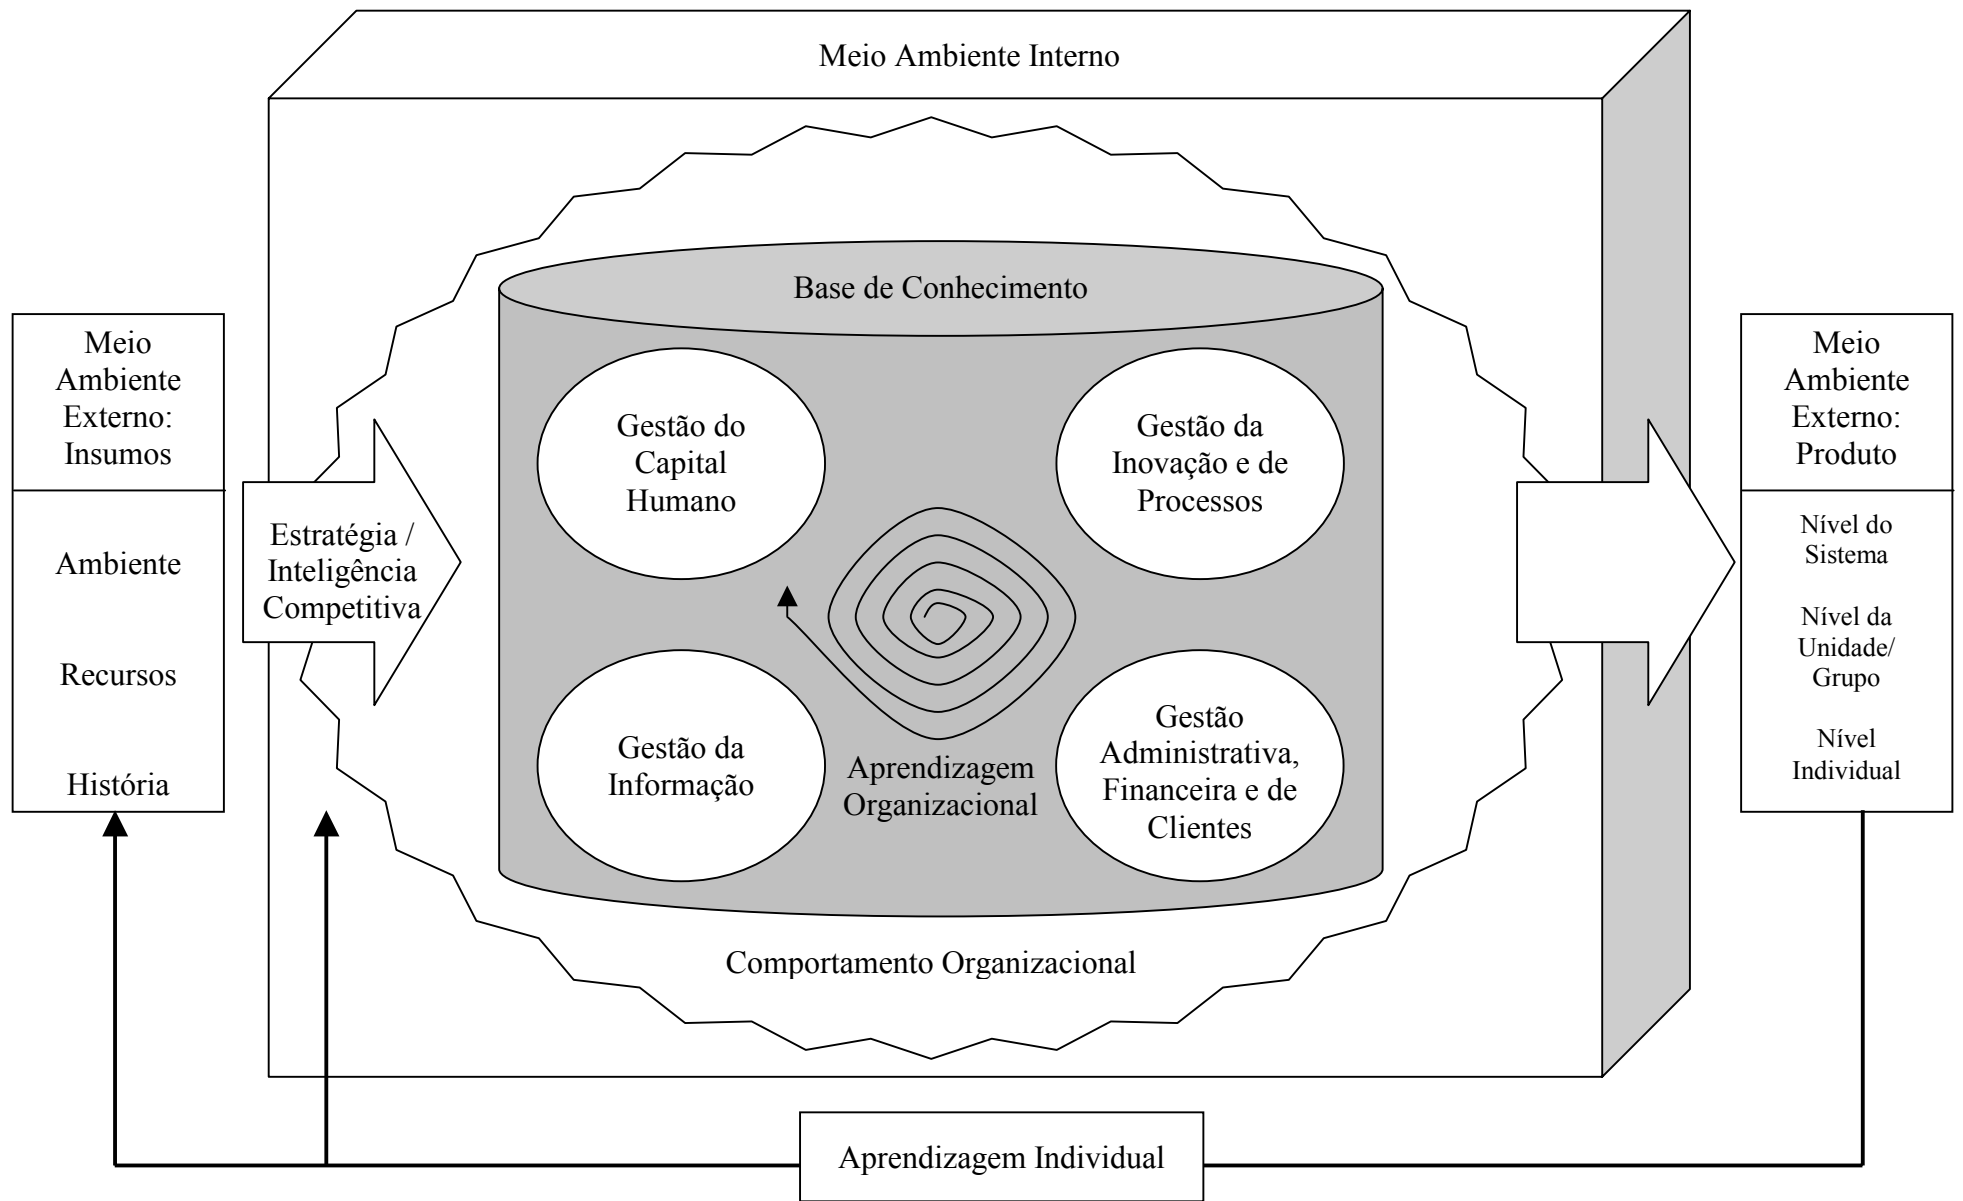 Meio Ambiente Interno
Base de Conhecimento
Meio
Ambiente
Externo:
Insumos
Ambiente
Recursos
História
Estratégia /
Inteligência
Competitiva
Gestão do
Capital
Humano
Gestão da
Inovação e de
Processos
Gestão da
Informação
Aprendizagem
Organizacional
Gestão
Administrativa,
Financeira e de
Clientes
Comportamento Organizacional
Meio
Ambiente
Externo:
Produto
Nível do
Sistema
Nível da
Unidade/
Grupo
Nível
Individual
Aprendizagem Individual